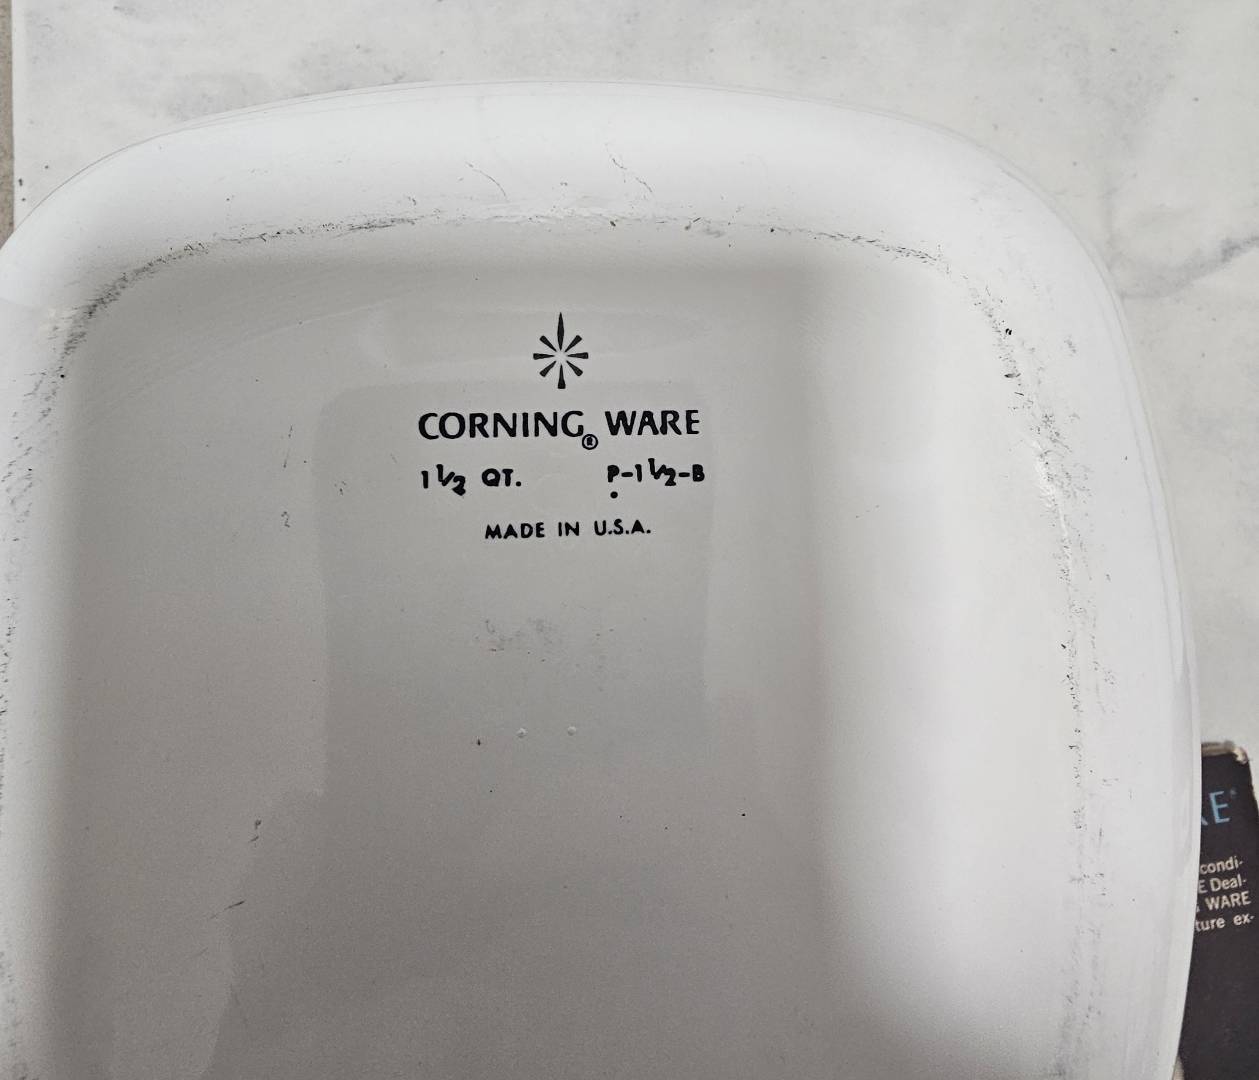 CORNING® WARE
1½ QT. P-1½-B
MADE IN U.S.A.
E
condi-
E Deal-
WARE
ture ex-